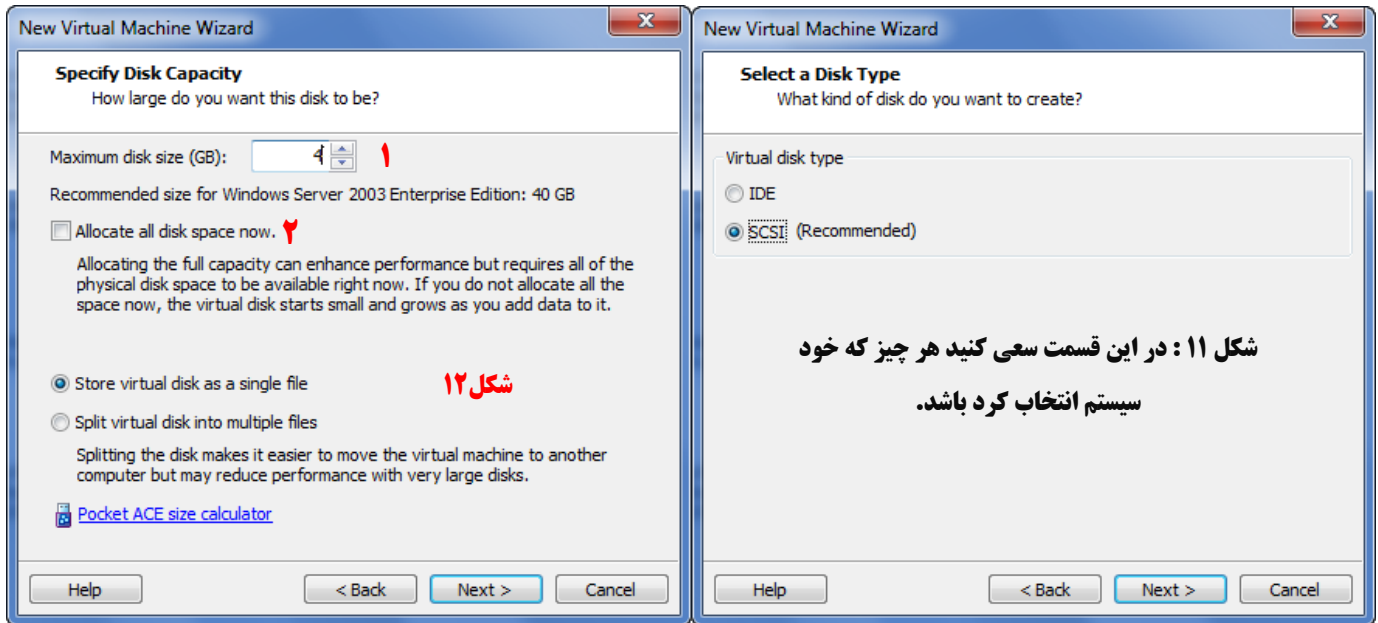 New Virtual Machine Wizard
Specify Disk Capacity
How large do you want this disk to be?
Maximum disk size (GB): 4 ۱
Recommended size for Windows Server 2003 Enterprise Edition: 40 GB
Allocate all disk space now. ۲
Allocating the full capacity can enhance performance but requires all of the
physical disk space to be available right now. If you do not allocate all the
space now, the virtual disk starts small and grows as you add data to it.
Store virtual disk as a single file
شکل۱۲
Split virtual disk into multiple files
Splitting the disk makes it easier to move the virtual machine to another
computer but may reduce performance with very large disks.
Pocket ACE size calculator
Help < Back Next > Cancel
New Virtual Machine Wizard
Select a Disk Type
What kind of disk do you want to create?
Virtual disk type
IDE
SCSI (Recommended)
شکل ۱۱ : در این قسمت سعی کنید هر چیز که خود
سیستم انتخاب کرد باشد.
Help < Back Next > Cancel